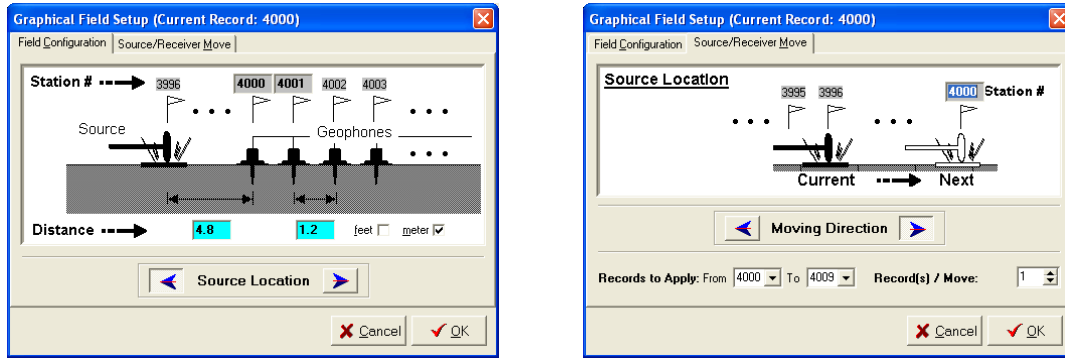 Graphical Field Setup (Current Record: 4000)
Field Configuration Source/Receiver Move
Station # 3996 4000 4001 4002 4003
Source Geophones
Distance 4.8 1.2 feet meter
Source Location
Cancel OK
Graphical Field Setup (Current Record: 4000)
Field Configuration Source/Receiver Move
Source Location
3995 3996 4000 Station #
Current Next
Moving Direction
Records to Apply: From 4000 To 4009 Record(s) / Move: 1
Cancel OK